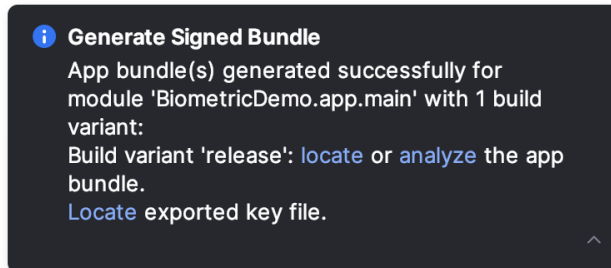 Generate Signed Bundle
App bundle(s) generated successfully for
module 'BiometricDemo.app.main' with 1 build
variant:
Build variant 'release': locate or analyze the app
bundle.
Locate exported key file.